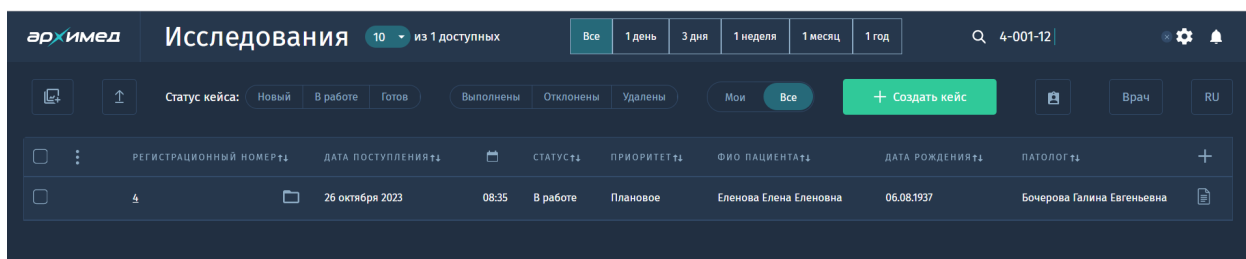 архимед Исследования 10 из 1 доступных Все 1 день 3 дня 1 неделя 1 месяц 1 год 4-001-12
Статус кейса: Новый В работе Готов Выполнены Отклонены Удалены Мои Все + Создать кейс Врач RU
РЕГИСТРАЦИОННЫЙ НОМЕР ДАТА ПОСТУПЛЕНИЯ СТАТУС ПРИОРИТЕТ ФИО ПАЦИЕНТА ДАТА РОЖДЕНИЯ ПАТОЛОГ
4 26 октября 2023 08:35 В работе Плановое Еленова Елена Еленовна 06.08.1937 Бочерова Галина Евгеньевна